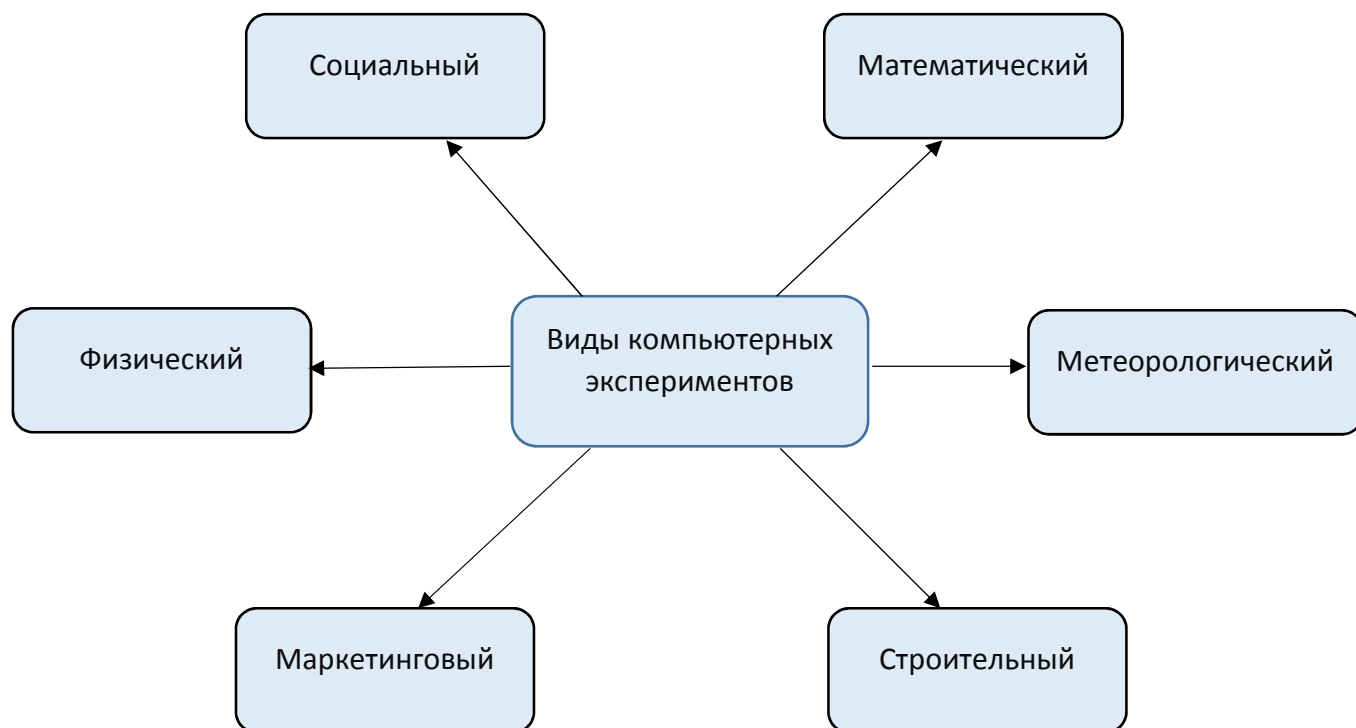 Социальный
Математический
Физический
Виды компьютерных
экспериментов
Метеорологический
Маркетинговый
Строительный